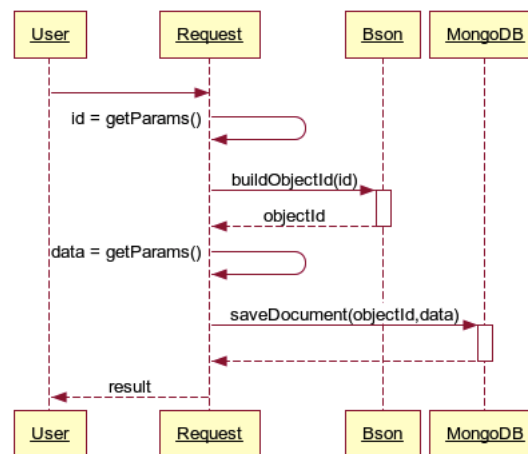 User
Request
Bson
MongoDB
id = getParams()
buildObjectId(id)
objectId
data = getParams()
saveDocument(objectId,data)
result
User
Request
Bson
MongoDB